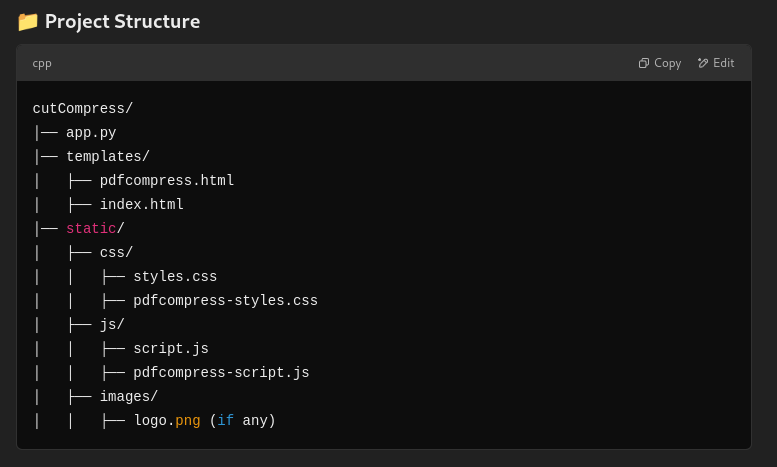 📁 Project Structure
cpp
Copy Edit
cutCompress/
│── app.py
│── templates/
│   ├── pdfcompress.html
│   ├── index.html
│── static/
│   ├── css/
│   │   ├── styles.css
│   │   ├── pdfcompress-styles.css
│   ├── js/
│   │   ├── script.js
│   │   ├── pdfcompress-script.js
│   ├── images/
│   │   ├── logo.png (if any)